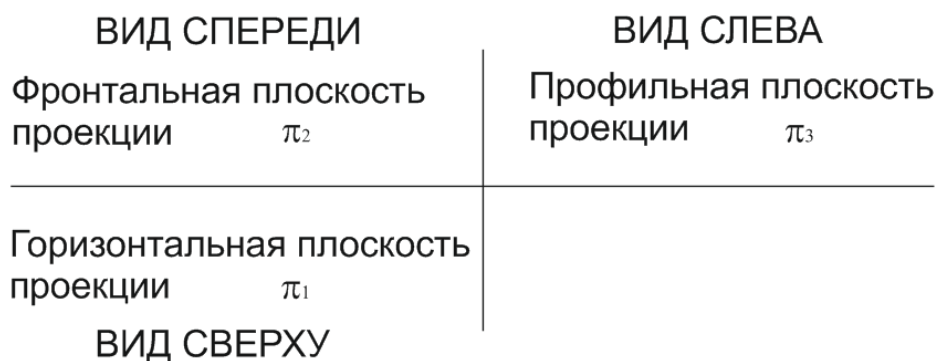 ВИД СПЕРЕДИ
Фронтальная плоскость
проекции π2
ВИД СЛЕВА
Профильная плоскость
проекции π3
Горизонтальная плоскость
проекции π1
ВИД СВЕРХУ